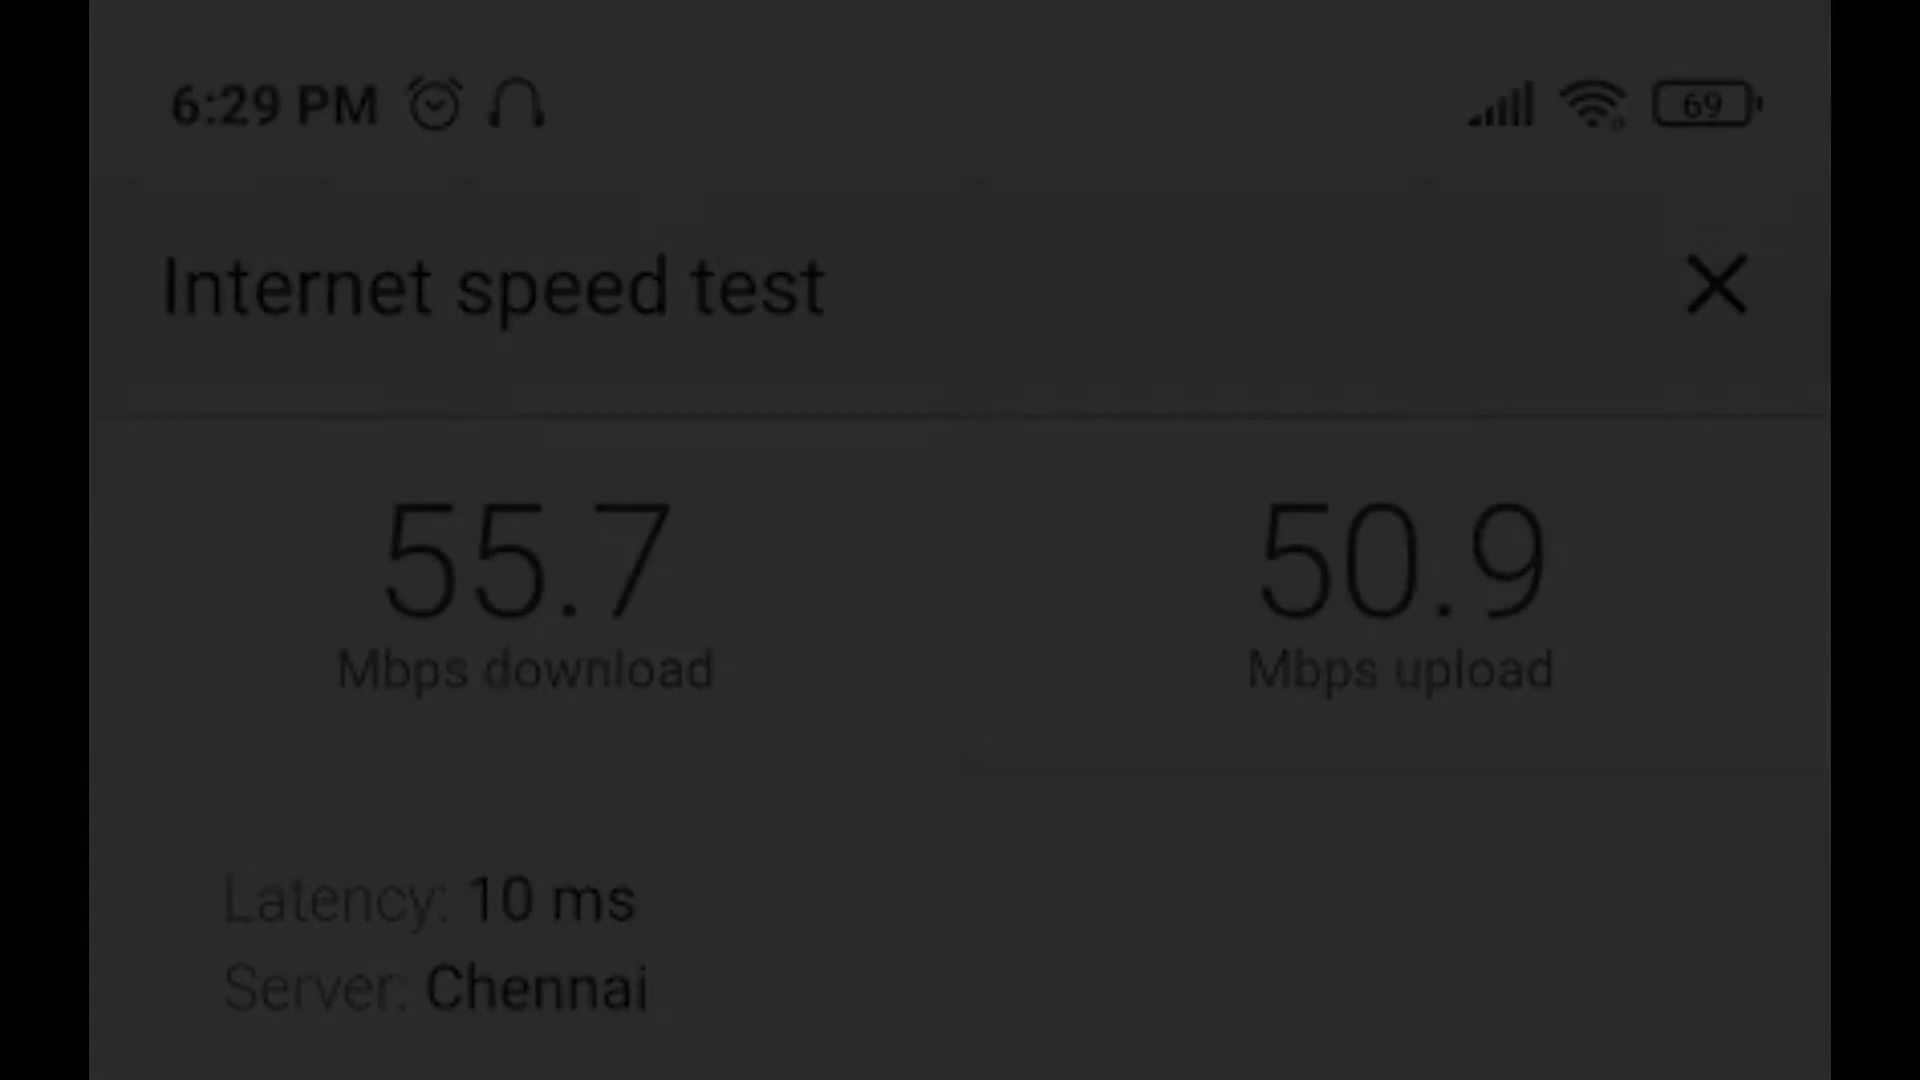 6:29 PM 69
Internet speed test
55.7 50.9
Mbps download Mbps upload
Latency: 10 ms
Server: Chennai